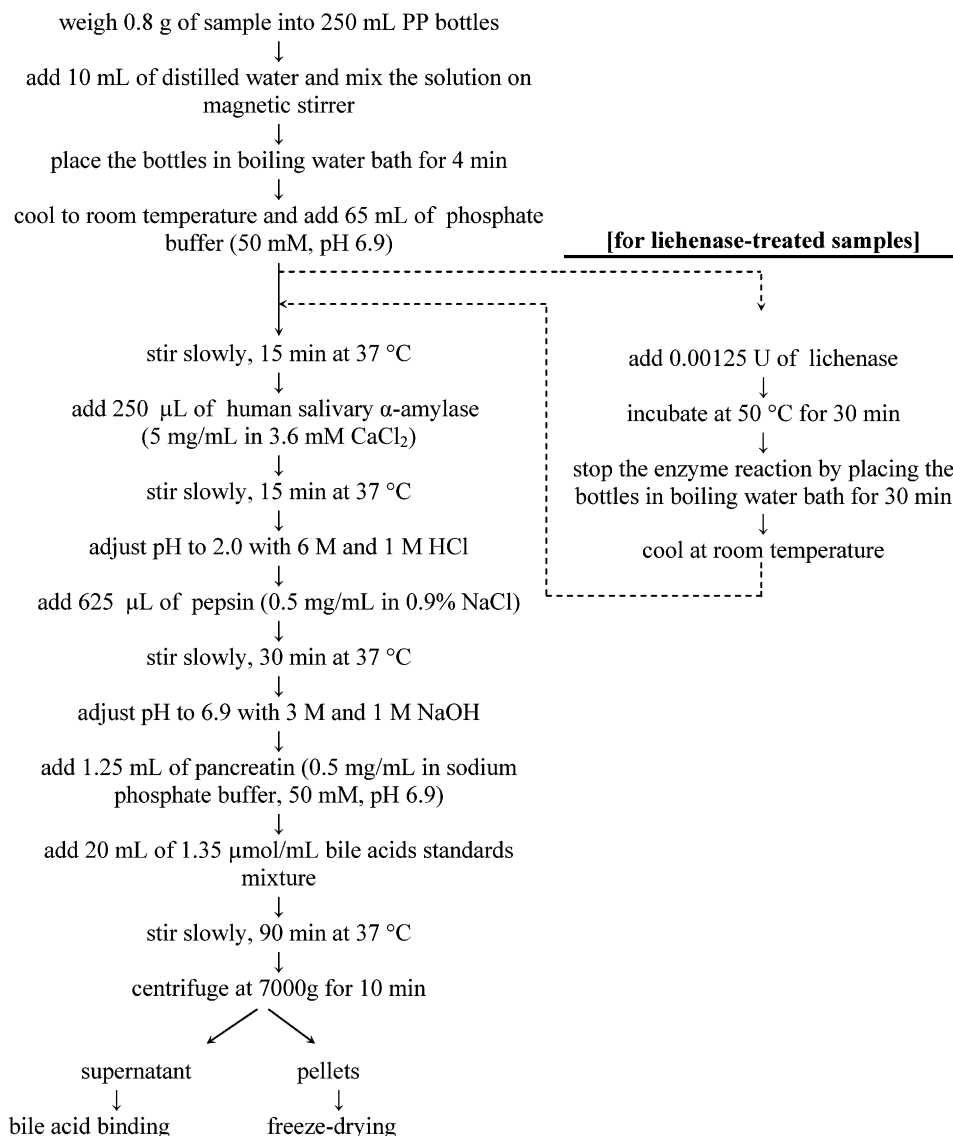 weigh 0.8 g of sample into 250 mL PP bottles
↓
add 10 mL of distilled water and mix the solution on
magnetic stirrer
↓
place the bottles in boiling water bath for 4 min
↓
cool to room temperature and add 65 mL of phosphate
buffer (50 mM, pH 6.9)
stir slowly, 15 min at 37 °C
↓
add 250 μL of human salivary α-amylase
(5 mg/mL in 3.6 mM CaCl₂)
↓
stir slowly, 15 min at 37 °C
↓
adjust pH to 2.0 with 6 M and 1 M HCl
↓
add 625 μL of pepsin (0.5 mg/mL in 0.9% NaCl)
↓
stir slowly, 30 min at 37 °C
↓
adjust pH to 6.9 with 3 M and 1 M NaOH
↓
add 1.25 mL of pancreatin (0.5 mg/mL in sodium
phosphate buffer, 50 mM, pH 6.9)
↓
add 20 mL of 1.35 μmol/mL bile acids standards
mixture
↓
stir slowly, 90 min at 37 °C
↓
centrifuge at 7000g for 10 min
supernatant
↓
bile acid binding
pellets
↓
freeze-drying
[for liehenase-treated samples]
add 0.00125 U of lichenase
↓
incubate at 50 °C for 30 min
↓
stop the enzyme reaction by placing the
bottles in boiling water bath for 30 min
↓
cool at room temperature